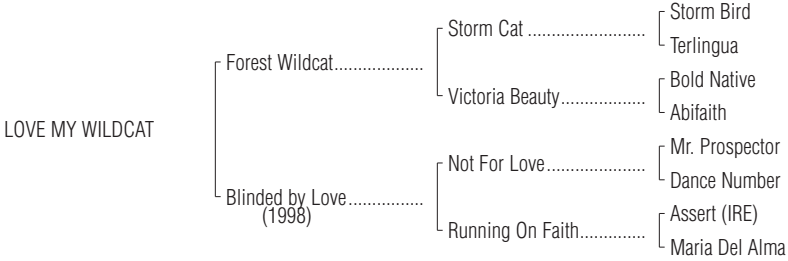 Storm Bird
Storm Cat ........................
Terlingua
Forest Wildcat...................
Bold Native
Victoria Beauty..................
Abifaith
LOVE MY WILDCAT
Mr. Prospector
Not For Love.....................
Dance Number
Blinded by Love................
(1998)
Assert (IRE)
Running On Faith..............
Maria Del Alma